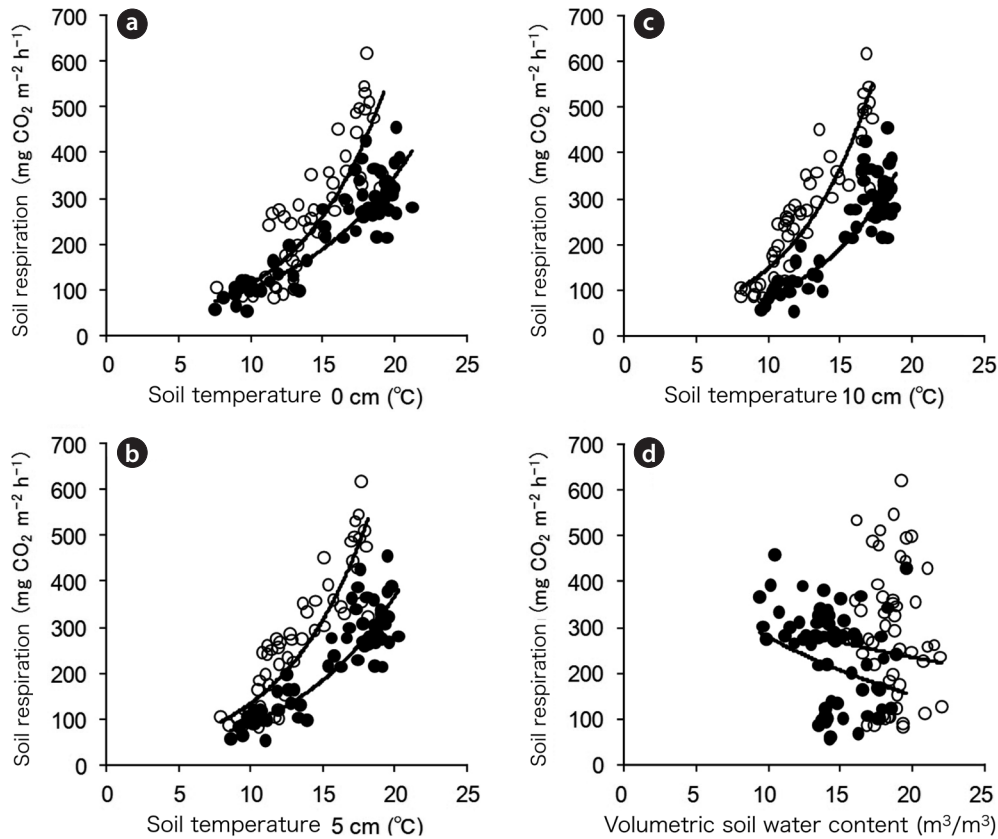 a
Soil respiration (mg CO₂ m⁻² h⁻¹)
700
600
500
400
300
200
100
0
0 5 10 15 20 25
Soil temperature 0 cm (℃)
c
Soil respiration (mg CO₂ m⁻² h⁻¹)
700
600
500
400
300
200
100
0
0 5 10 15 20 25
Soil temperature 10 cm (℃)
b
Soil respiration (mg CO₂ m⁻² h⁻¹)
700
600
500
400
300
200
100
0
0 5 10 15 20 25
Soil temperature 5 cm (℃)
d
Soil respiration (mg CO₂ m⁻² h⁻¹)
700
600
500
400
300
200
100
0
0 5 10 15 20 25
Volumetric soil water content (m³/m³)